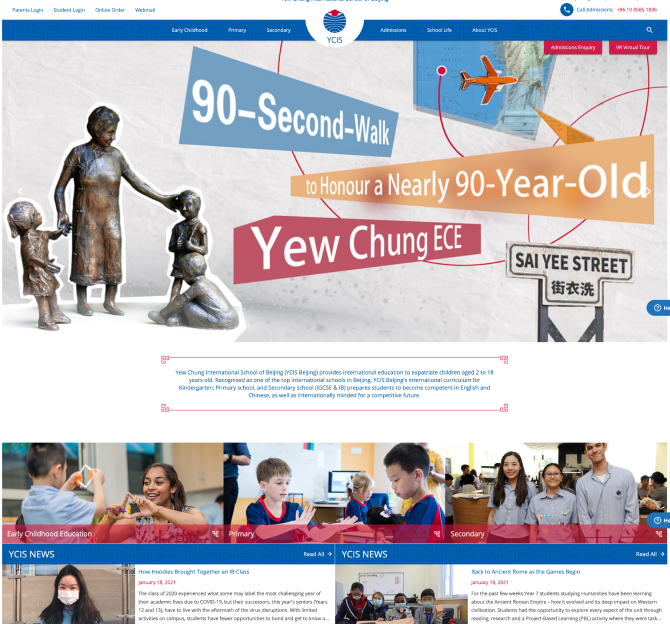 Parents Login Student Login Online Order Webmail
Call Admissions: +86 10 8585 1836
Early Childhood Primary Secondary YCIS Admissions School Life About YCIS
Admissions Enquiry VR Virtual Tour
90-Second-Walk
to Honour a Nearly 90-Year-Old
Yew Chung ECE
SAI YEE STREET
街衣洗
He
Yew Chung International School of Beijing (YCIS Beijing) provides international education to expatriate children aged 2 to 18
years old. Recognised as one of the top international schools in Beijing, YCIS Beijing's international curriculum for
Kindergarten, Primary school, and Secondary school (IGCSE & IB) prepares students to become competent in English and
Chinese, as well as internationally minded for a competitive future.
He
Early Childhood Education Primary Secondary
YCIS NEWS Read All YCIS NEWS Read All
How Hoodies Brought Together an IB Class
January 18, 2021
The class of 2020 experienced what some may label the most challenging year of
their academic lives due to COVID-19, but their successors, this year's seniors (Years
12 and 13), have to live with the aftermath of the virus disruptions. With limited
activities on campus, students have fewer opportunities to bond and get to know o...
Back to Ancient Rome as the Games Begin
January 18, 2021
For the past few weeks Year 7 students studying Humanities have been learning
about the Ancient Roman Empire – how it evolved and its deep impact on Western
civilisation. Students had the opportunity to explore every aspect of the unit through
reading, research and a Project-Based Learning (PBL) activity where they were task...